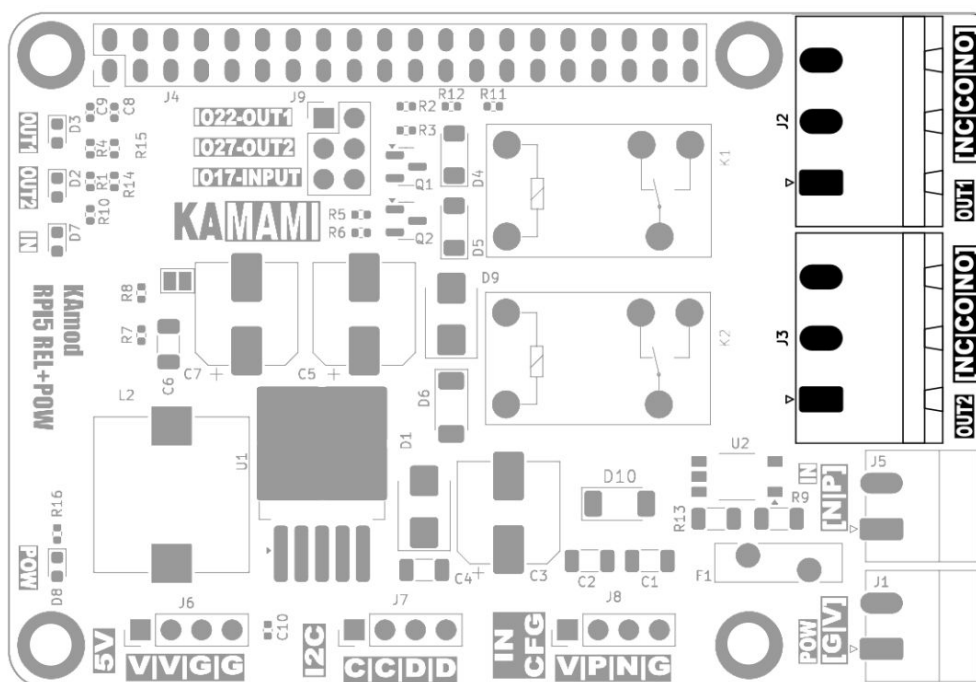 J4
C9
C8
J9
R2
R12
R11
R3
OUT1
D3
R4
R15
IO22-OUT1
IO27-OUT2
IO17-INPUT
Q1
D4
K1
J2
[NC|CO|NO]
OUT1
OUT2
D2
R1
R14
R10
IN
D7
KAMAMI
R5
R6
Q2
D5
D9
KAmod
RPI5 REL+POW
R8
R7
C6
C7
+
C5
+
K2
J3
[NC|CO|NO]
OUT2
L2
U1
D6
D1
U2
D10
R13
R9
IN
[N|P]
J5
R16
POW
D8
C4
+
C3
C2
C1
F1
J1
POW
[G|V]
5V
J6
V|V|G|G
C10
I2C
J7
C|C|D|D
IN
CFG
J8
V|P|N|G